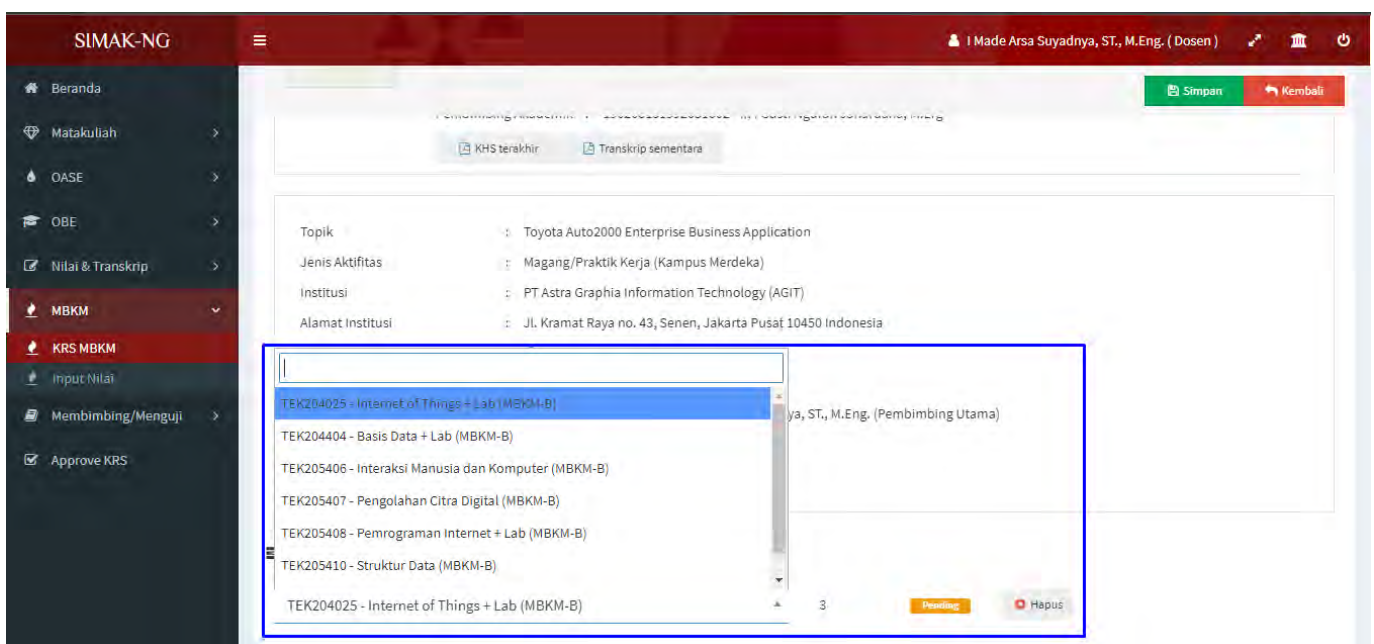 SIMAK-NG
I Made Arsa Suyadnya, ST., M.Eng. ( Dosen )
Beranda
Matakuliah
OASE
OBE
Nilai & Transkrip
MBKM
KRS MBKM
Input Nilai
Membimbing/Menguji
Approve KRS
Simpan
Kembali
KHS terakhir
Transkrip sementara
Topik : Toyota Auto2000 Enterprise Business Application
Jenis Aktifitas : Magang/Praktik Kerja (Kampus Merdeka)
Institusi : PT Astra Graphia Information Technology (AGIT)
Alamat Institusi : Jl. Kramat Raya no. 43, Senen, Jakarta Pusat 10450 Indonesia
TEK204025 - Internet of Things + Lab (MBKM-B)
ya, ST., M.Eng. (Pembimbing Utama)
TEK204404 - Basis Data + Lab (MBKM-B)
TEK205406 - Interaksi Manusia dan Komputer (MBKM-B)
TEK205407 - Pengolahan Citra Digital (MBKM-B)
TEK205408 - Pemrograman Internet + Lab (MBKM-B)
TEK205410 - Struktur Data (MBKM-B)
TEK204025 - Internet of Things + Lab (MBKM-B) 3 Pending Hapus